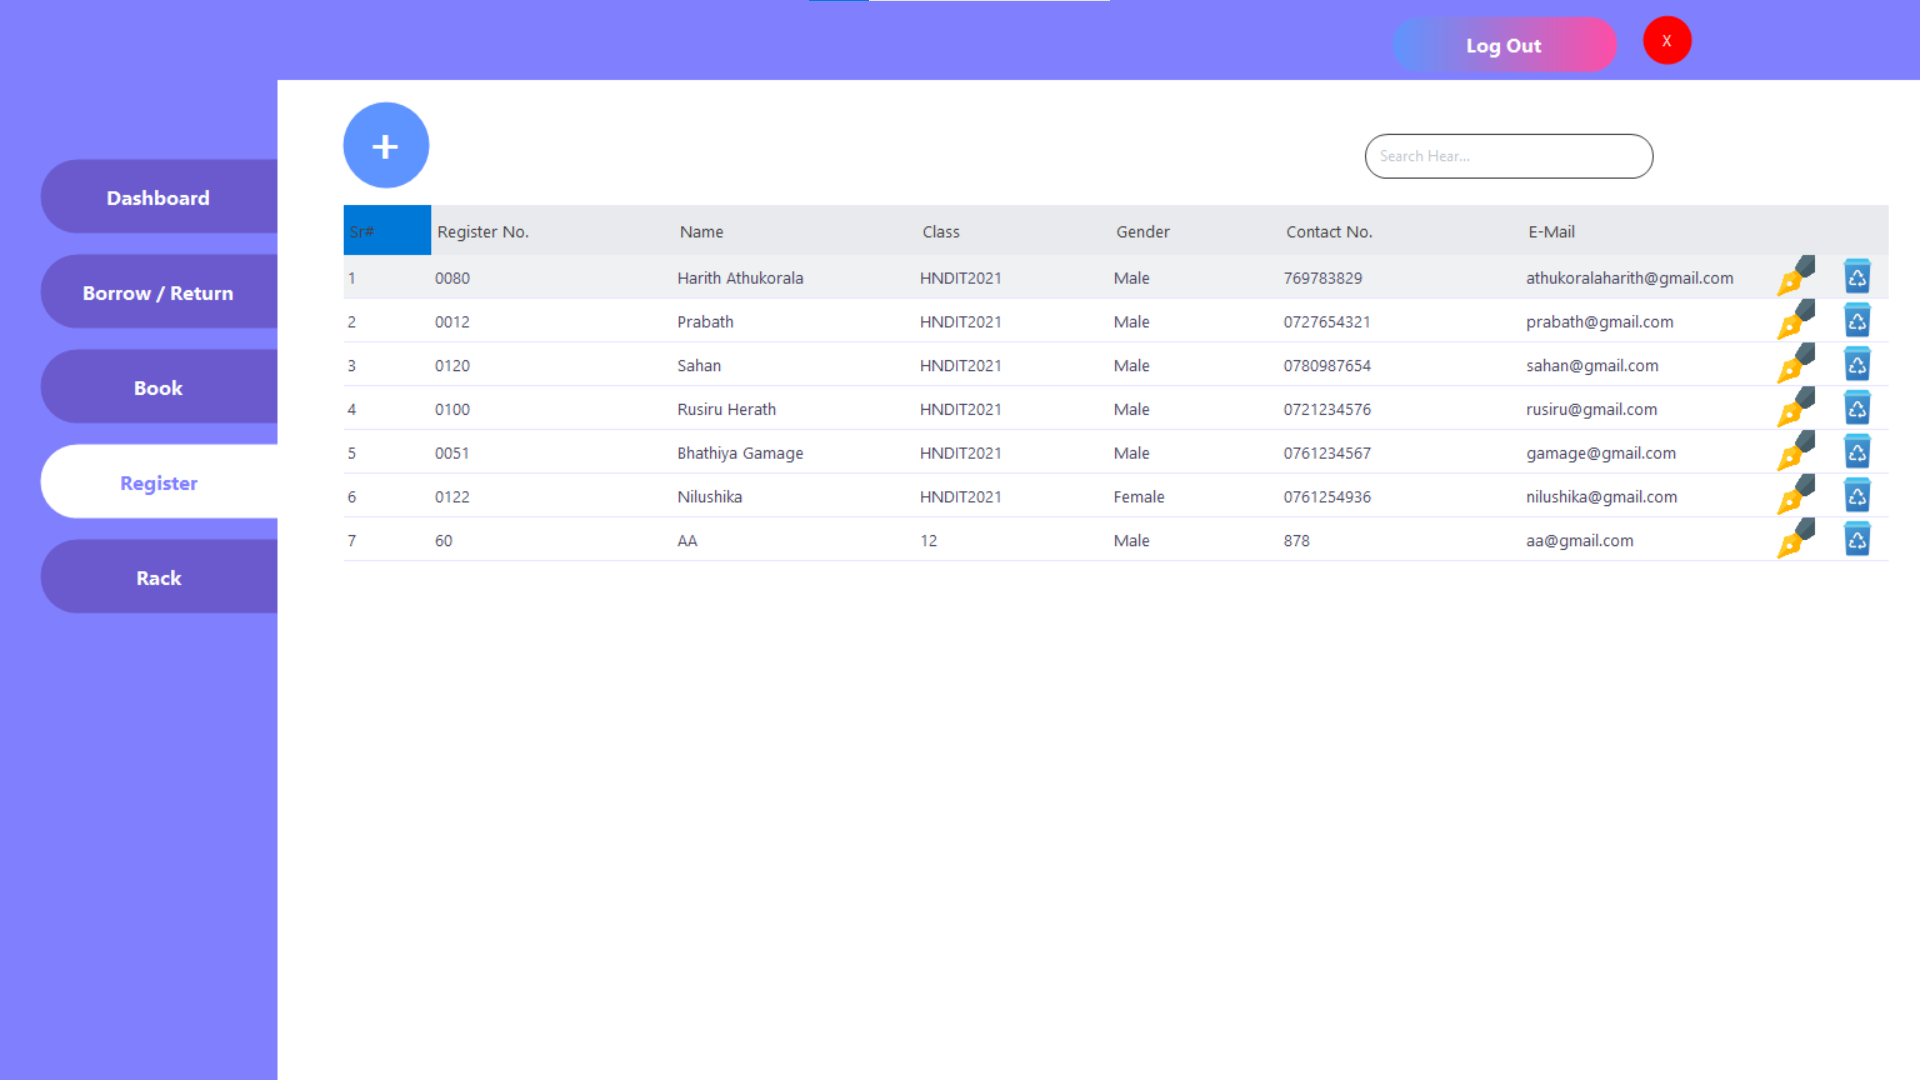 Log Out X
+
Search Hear...
Dashboard
Borrow / Return
Book
Register
Rack
Sr# Register No. Name Class Gender Contact No. E-Mail
1 0080 Harith Athukorala HNDIT2021 Male 769783829 athukoralaharith@gmail.com
2 0012 Prabath HNDIT2021 Male 0727654321 prabath@gmail.com
3 0120 Sahan HNDIT2021 Male 0780987654 sahan@gmail.com
4 0100 Rusiru Herath HNDIT2021 Male 0721234576 rusiru@gmail.com
5 0051 Bhathiya Gamage HNDIT2021 Male 0761234567 gamage@gmail.com
6 0122 Nilushika HNDIT2021 Female 0761254936 nilushika@gmail.com
7 60 AA 12 Male 878 aa@gmail.com